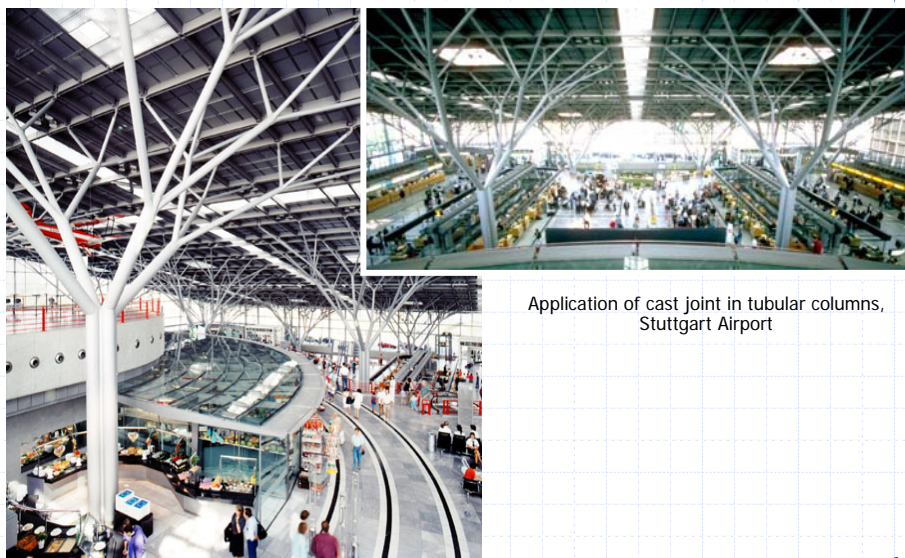 Application of cast joint in tubular columns,
Stuttgart Airport